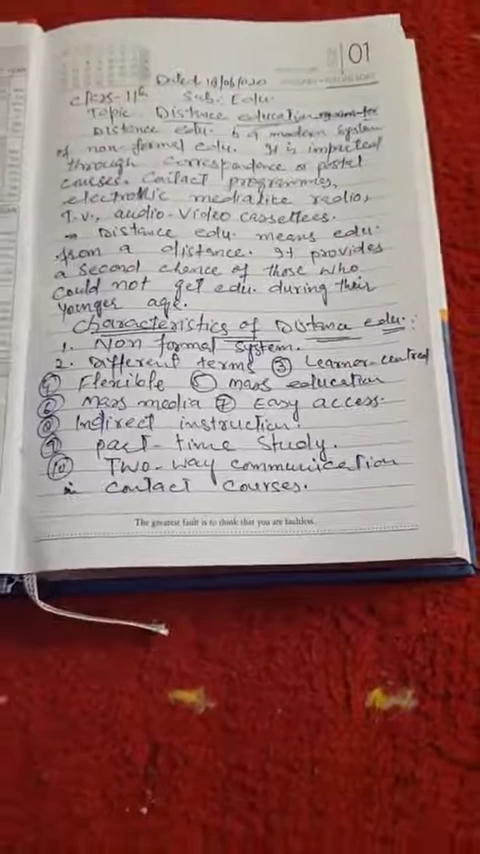 01
Dated 18/06/020
Class-11th Sub: Edu.
Topic Distance education
Distance edu. is a modern system
of non-formal edu. It is imparted
through correspondence or postel
courses. Contact programmes,
electronic media like radio,
T.V., audio-video cassettees.
→ Distance edu. means edu.
from a distance. It provides
a second chance of those who
could not get edu. during their
younger age.
Characteristics of Distance edu.:
1. Non formal system.
2. Different terms ③ Learner-centred
④ Flexible ⑤ mass education
⑥ Mass media ⑦ Easy access.
⑧ Indirect instruction.
⑨ part-time study.
⑩ Two-way communication
in contact courses.
The greatest fault is to think that you are faultless.